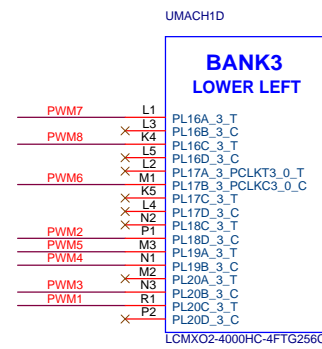 UMACH1D
BANK3
LOWER LEFT
PWM7 L1 PL16A_3_T
L3 PL16B_3_C
PWM8 K4 PL16C_3_T
L5 PL16D_3_C
L2 PL17A_3_PCLKT3_0_T
PWM6 M1 PL17B_3_PCLKC3_0_C
K5 PL17C_3_T
L4 PL17D_3_C
N2 PL18C_3_T
PWM2 P1 PL18D_3_C
PWM5 M3 PL19A_3_T
PWM4 N1 PL19B_3_C
M2 PL20A_3_T
PWM3 N3 PL20B_3_C
PWM1 R1 PL20C_3_T
P2 PL20D_3_C
LCMXO2-4000HC-4FTG256C